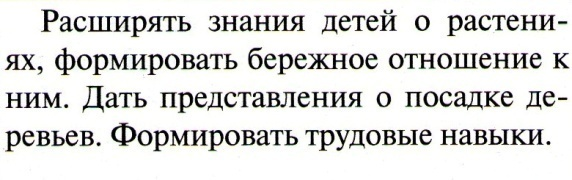 Расширять знания детей о растени-
ях, формировать бережное отношение к
ним. Дать представления о посадке де-
ревьев. Формировать трудовые навыки.